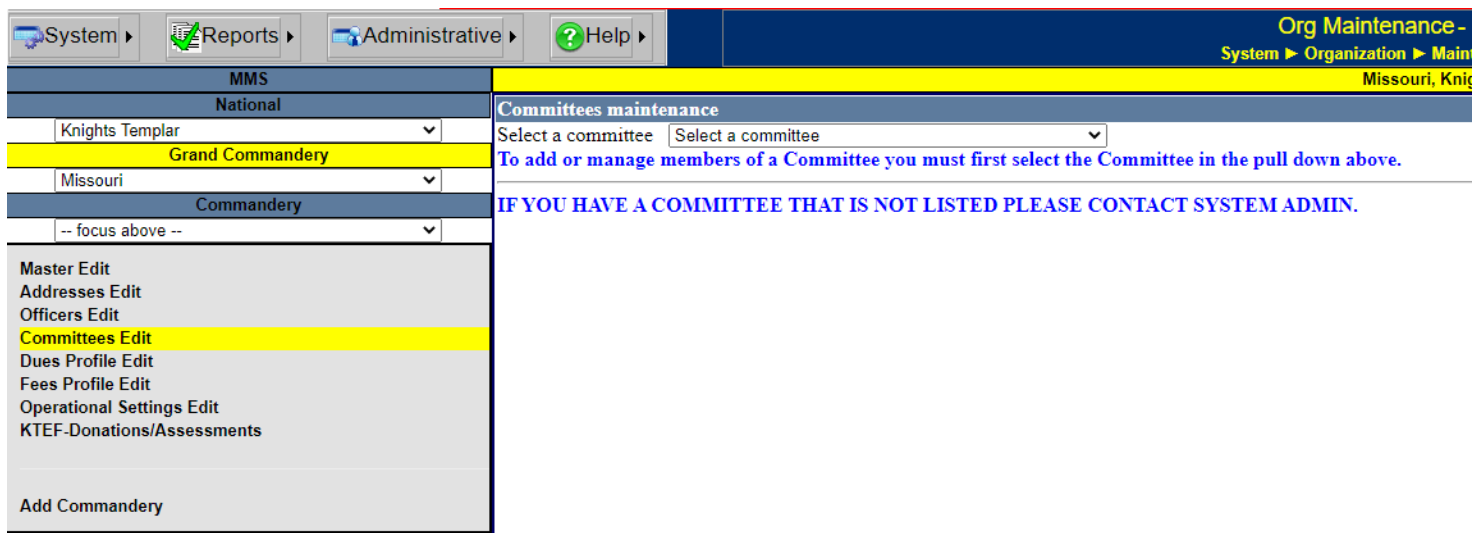 System Reports Administrative Help
Org Maintenance -
System ► Organization ► Maint
MMS
Missouri, Knig
National
Knights Templar
Grand Commandery
Missouri
Commandery
-- focus above --
Master Edit
Addresses Edit
Officers Edit
Committees Edit
Dues Profile Edit
Fees Profile Edit
Operational Settings Edit
KTEF-Donations/Assessments
Add Commandery
Committees maintenance
Select a committee Select a committee
To add or manage members of a Committee you must first select the Committee in the pull down above.
IF YOU HAVE A COMMITTEE THAT IS NOT LISTED PLEASE CONTACT SYSTEM ADMIN.